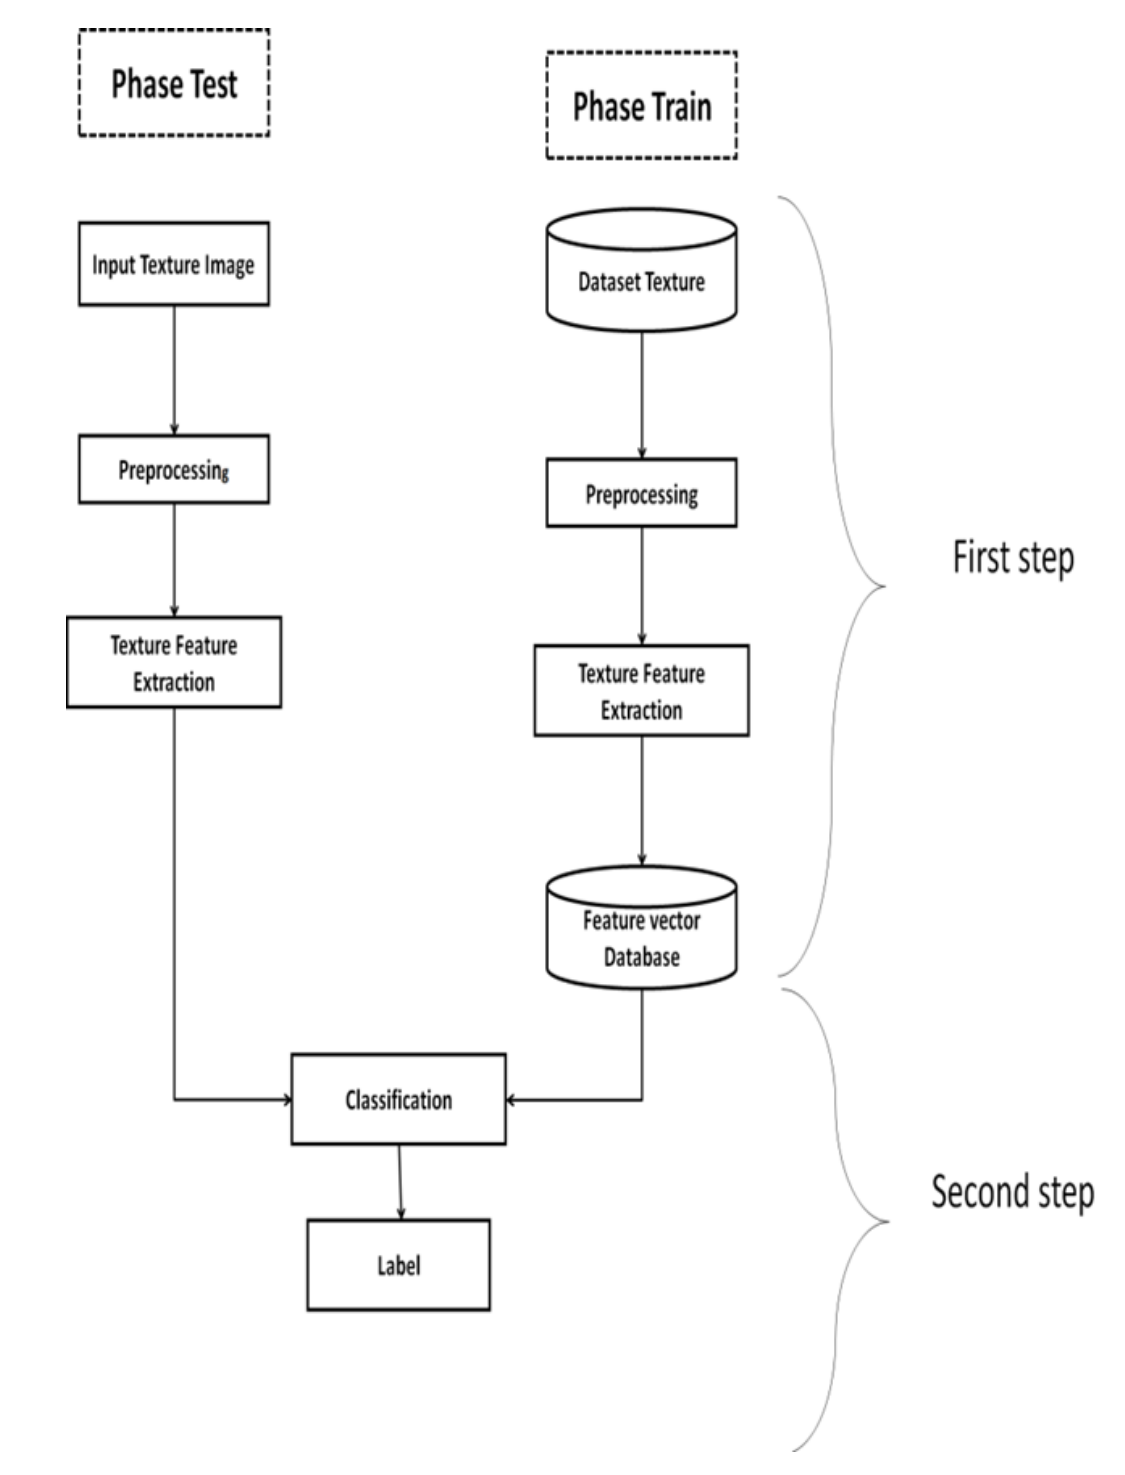 Phase Test
Phase Train
Input Texture Image
Dataset Texture
Preprocessing
Preprocessing
First step
Texture Feature
Extraction
Texture Feature
Extraction
Feature vector
Database
Classification
Second step
Label